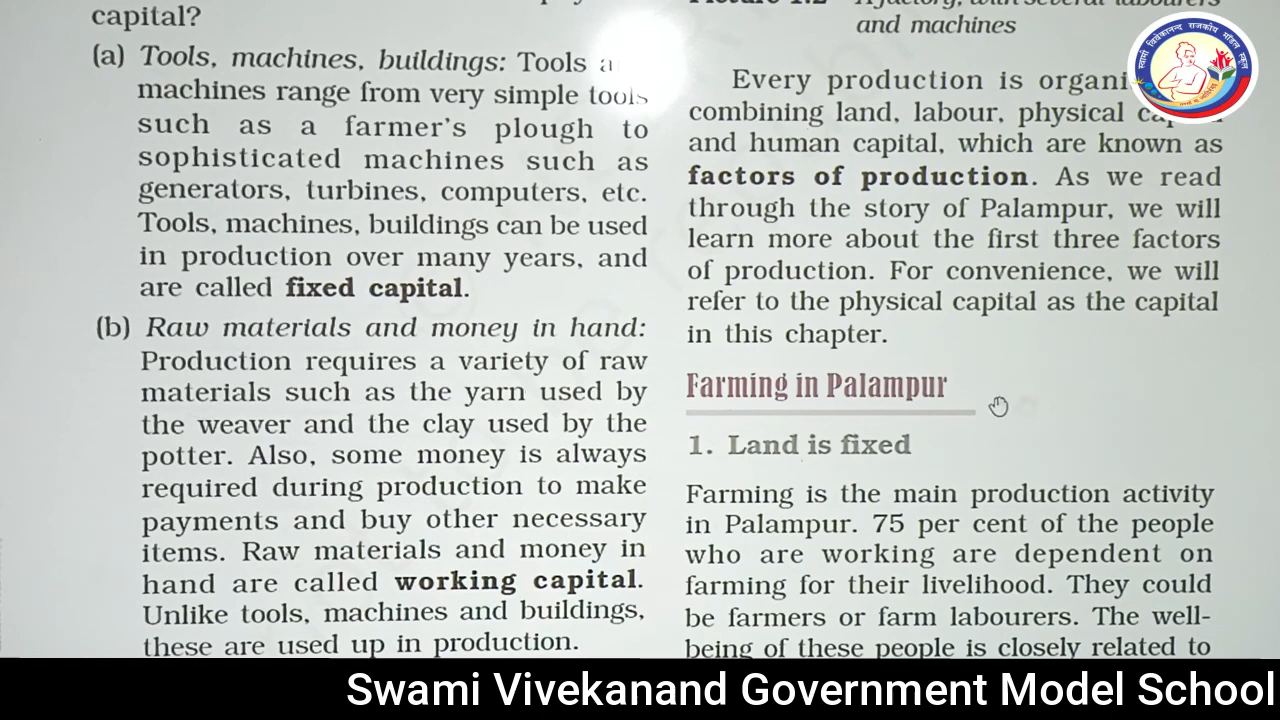 capital?
(a) Tools, machines, buildings: Tools a
machines range from very simple tools
such as a farmer's plough to
sophisticated machines such as
generators, turbines, computers, etc.
Tools, machines, buildings can be used
in production over many years, and
are called fixed capital.
(b) Raw materials and money in hand:
Production requires a variety of raw
materials such as the yarn used by
the weaver and the clay used by the
potter. Also, some money is always
required during production to make
payments and buy other necessary
items. Raw materials and money in
hand are called working capital.
Unlike tools, machines and buildings,
these are used up in production.
A factory, with several labourers
and machines
Every production is organi
combining land, labour, physical capital
and human capital, which are known as
factors of production. As we read
through the story of Palampur, we will
learn more about the first three factors
of production. For convenience, we will
refer to the physical capital as the capital
in this chapter.
Farming in Palampur
1. Land is fixed
Farming is the main production activity
in Palampur. 75 per cent of the people
who are working are dependent on
farming for their livelihood. They could
be farmers or farm labourers. The well-
being of these people is closely related to
स्वामी विवेकानन्द राजकीय मॉडल स्कूल
Swami Vivekanand Government Model School